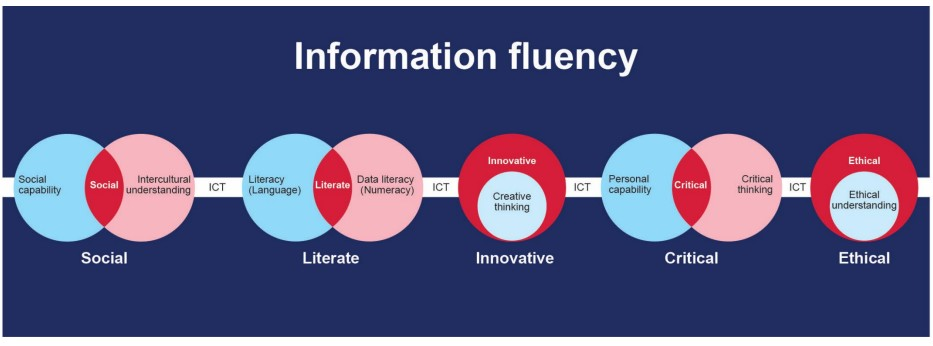 Information fluency
Social
capability
Social
Intercultural
understanding
ICT
Literacy
(Language)
Literate
Data literacy
(Numeracy)
ICT
Innovative
Creative
thinking
ICT
Personal
capability
Critical
Critical
thinking
ICT
Ethical
Ethical
understanding
Social
Literate
Innovative
Critical
Ethical